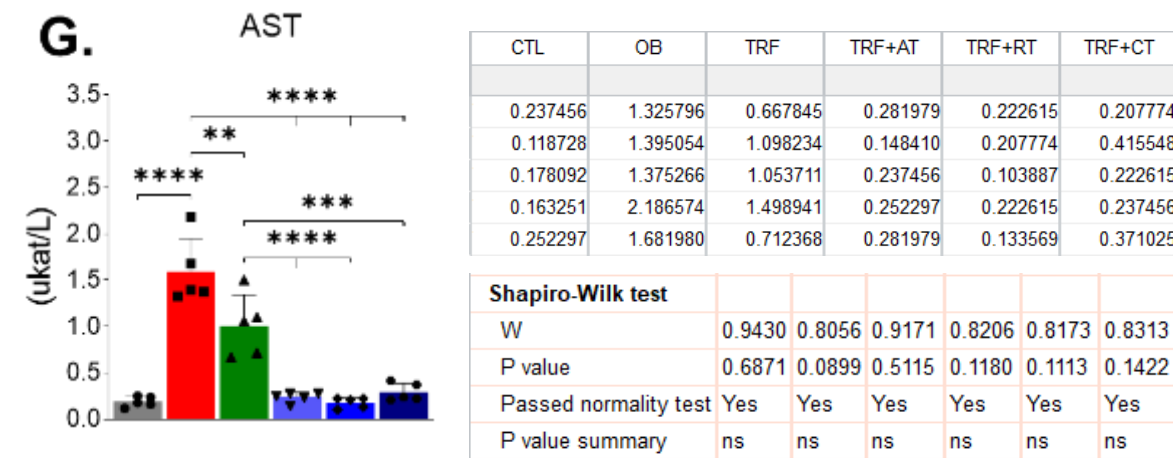 G.
AST
(ukat/L)
3.5
3.0
2.5
2.0
1.5
1.0
0.5
0.0
****
**
****
***
****
CTL OB TRF TRF+AT TRF+RT TRF+CT
0.237456 1.325796 0.667845 0.281979 0.222615 0.207774
0.118728 1.395054 1.098234 0.148410 0.207774 0.415548
0.178092 1.375266 1.053711 0.237456 0.103887 0.222615
0.163251 2.186574 1.498941 0.252297 0.222615 0.237456
0.252297 1.681980 0.712368 0.281979 0.133569 0.371025
Shapiro-Wilk test
W 0.9430 0.8056 0.9171 0.8206 0.8173 0.8313
P value 0.6871 0.0899 0.5115 0.1180 0.1113 0.1422
Passed normality test Yes Yes Yes Yes Yes Yes
P value summary ns ns ns ns ns ns